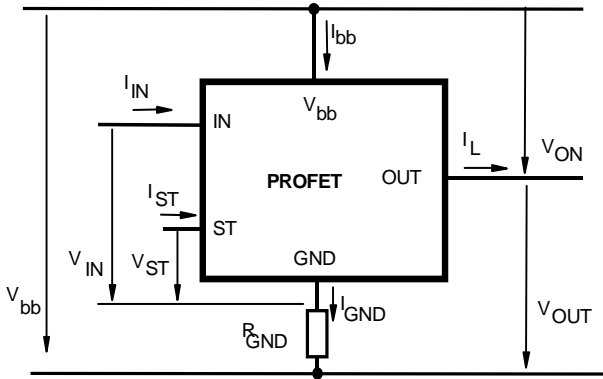 Ibb
IIN
Vbb
IN
IL
VON
PROFET
OUT
IST
ST
VIN
VST
GND
Vbb
IGND
RGND
VOUT